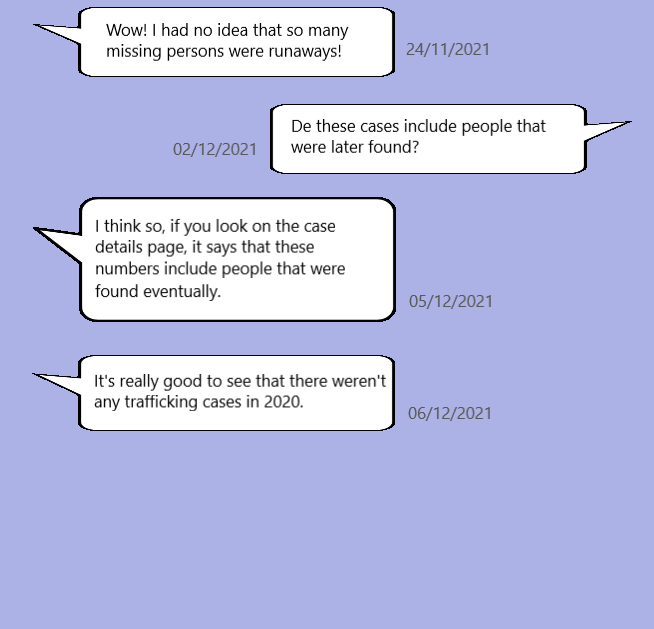 Wow! I had no idea that so many
missing persons were runaways!
24/11/2021
De these cases include people that
were later found?
02/12/2021
I think so, if you look on the case
details page, it says that these
numbers include people that were
found eventually.
05/12/2021
It's really good to see that there weren't
any trafficking cases in 2020.
06/12/2021